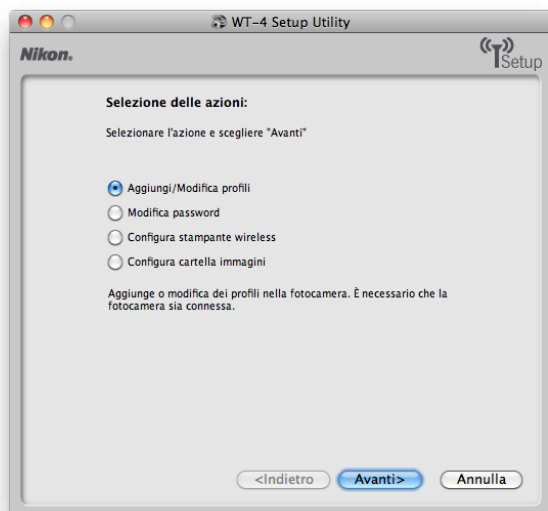 WT-4 Setup Utility
Nikon.
Setup
Selezione delle azioni:
Selezionare l'azione e scegliere "Avanti"
Aggiungi/Modifica profili
Modifica password
Configura stampante wireless
Configura cartella immagini
Aggiunge o modifica dei profili nella fotocamera. È necessario che la
fotocamera sia connessa.
<Indietro
Avanti>
Annulla